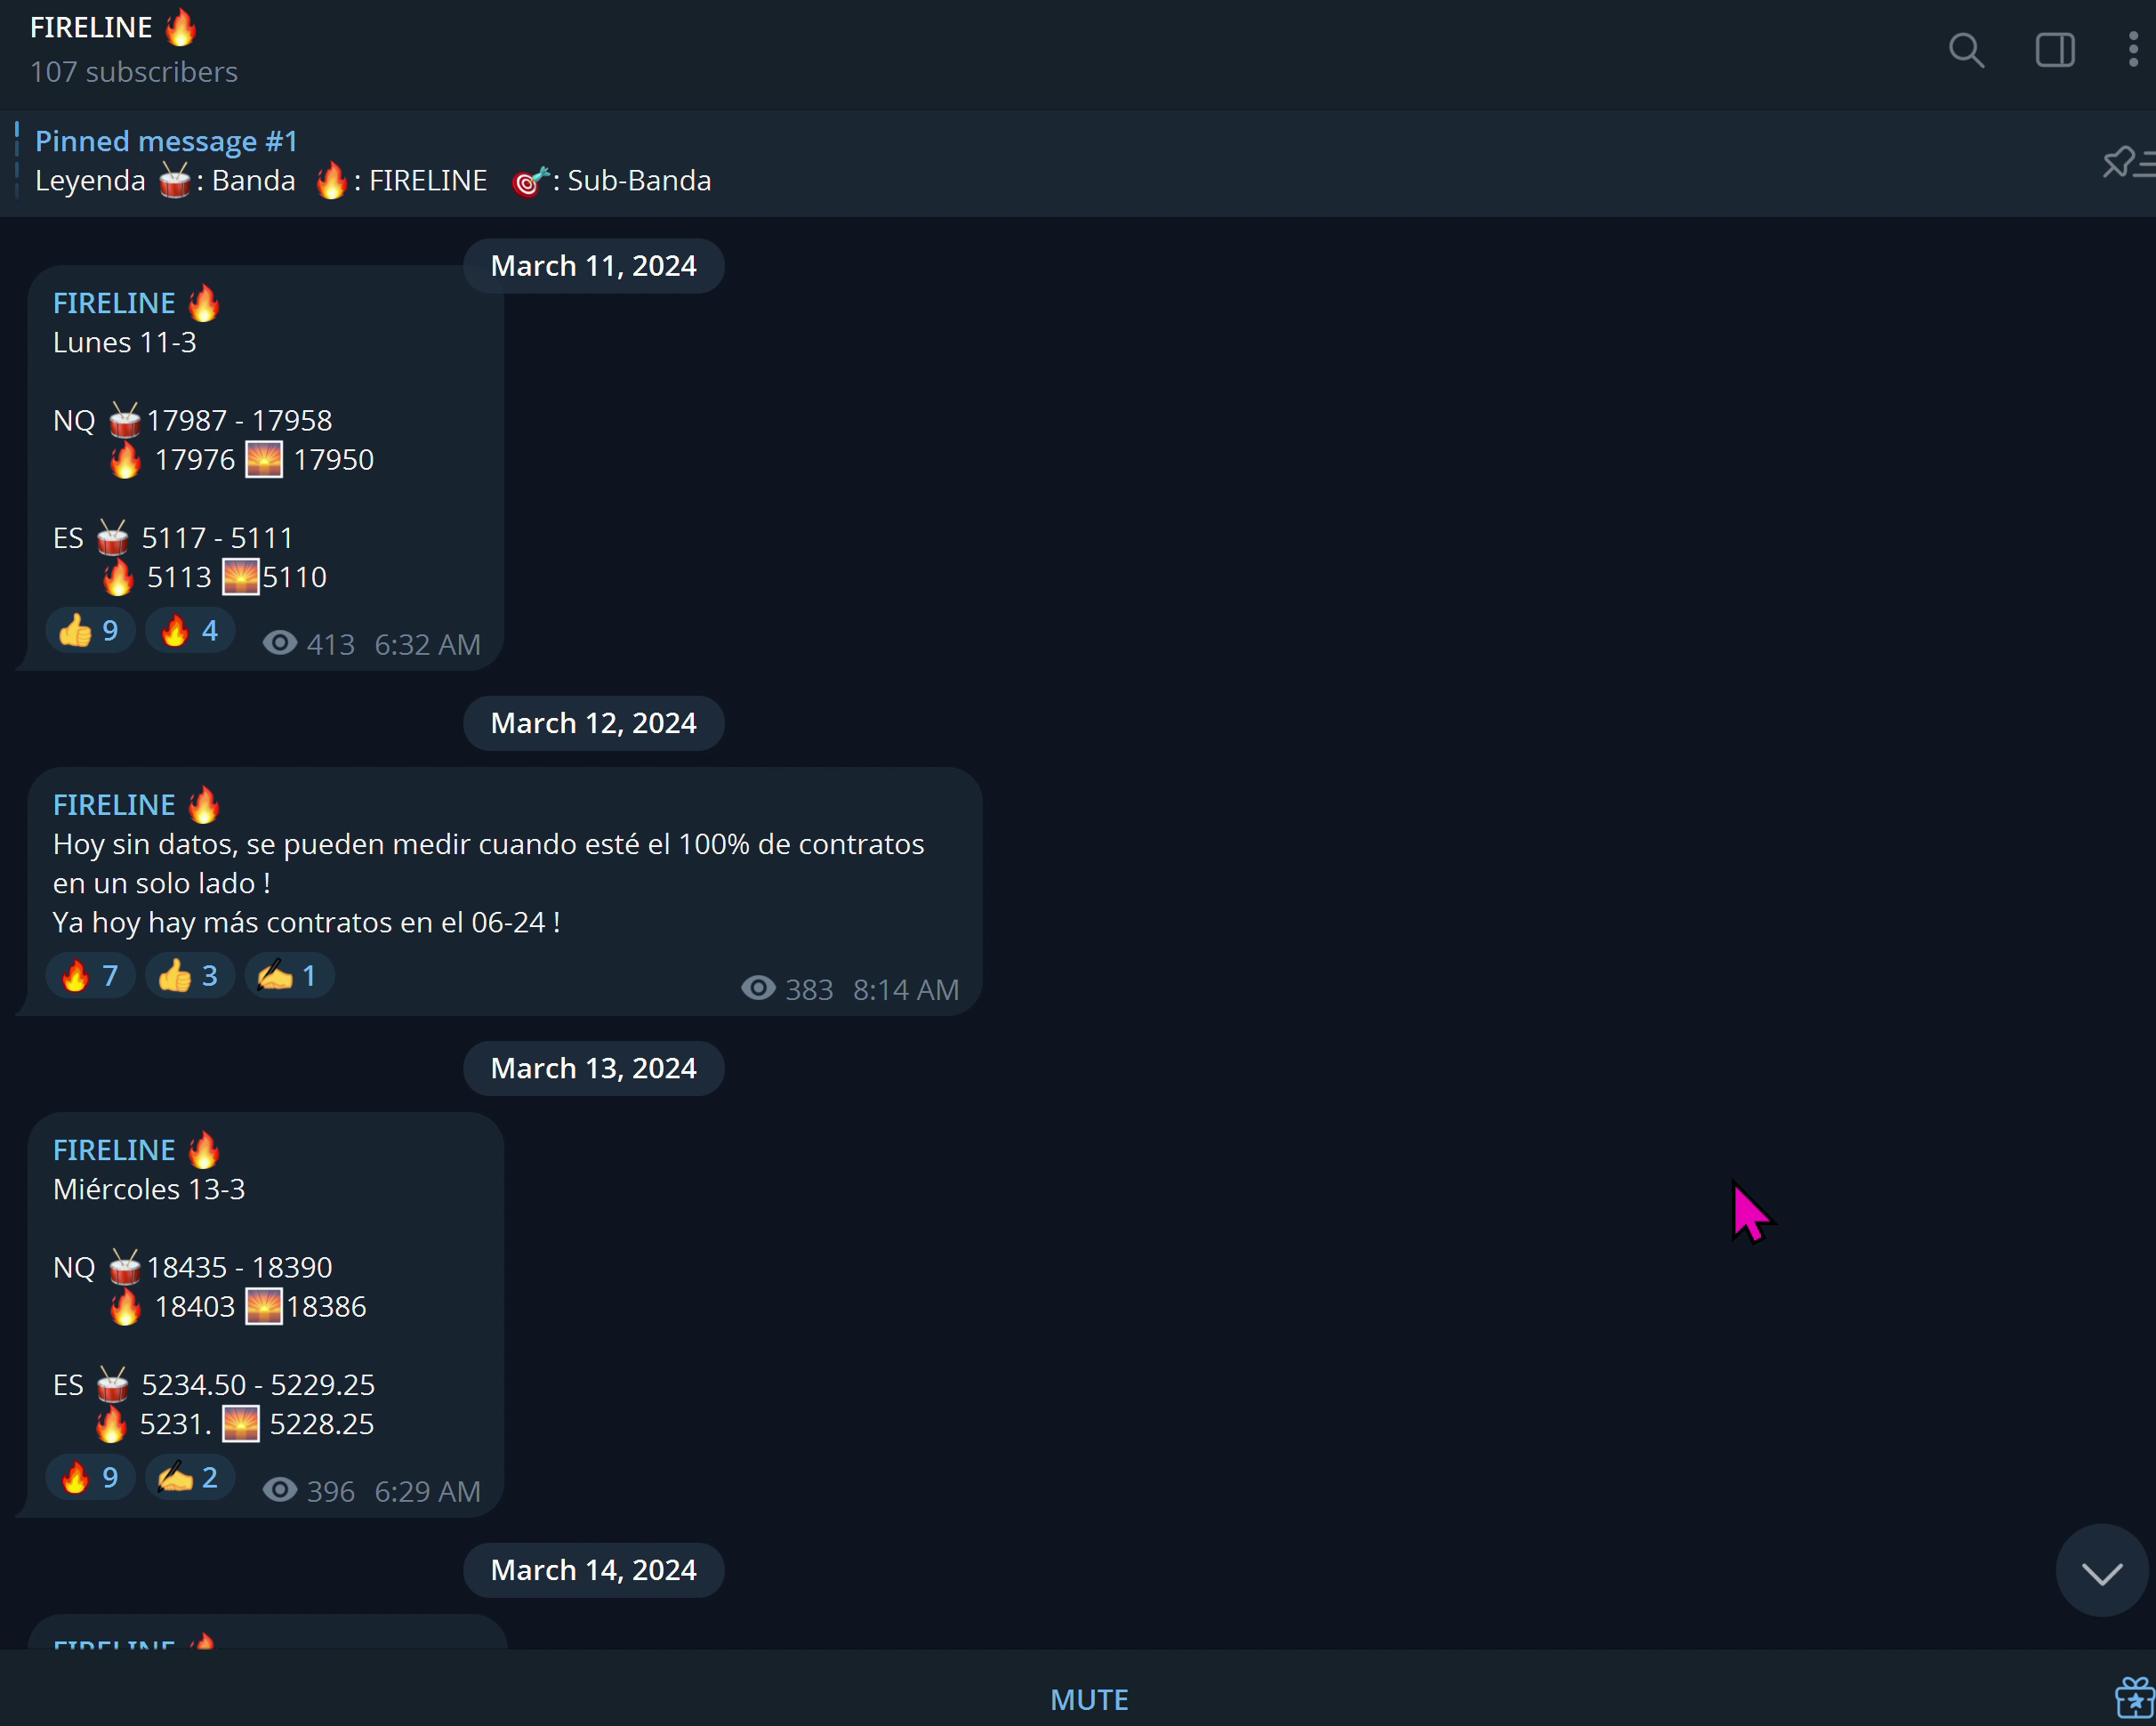 FIRELINE 🔥
107 subscribers
Pinned message #1
Leyenda 🥁: Banda 🔥: FIRELINE 🎯: Sub-Banda
March 11, 2024
FIRELINE 🔥
Lunes 11-3
NQ 🥁17987 - 17958
🔥 17976 🌅 17950
ES 🥁 5117 - 5111
🔥 5113 🌅5110
👍 9 🔥 4 413 6:32 AM
March 12, 2024
FIRELINE 🔥
Hoy sin datos, se pueden medir cuando esté el 100% de contratos
en un solo lado !
Ya hoy hay más contratos en el 06-24 !
🔥 7 👍 3 ✍ 1 383 8:14 AM
March 13, 2024
FIRELINE 🔥
Miércoles 13-3
NQ 🥁18435 - 18390
🔥 18403 🌅18386
ES 🥁 5234.50 - 5229.25
🔥 5231. 🌅 5228.25
🔥 9 ✍ 2 396 6:29 AM
March 14, 2024
FIRELINE 🔥
MUTE